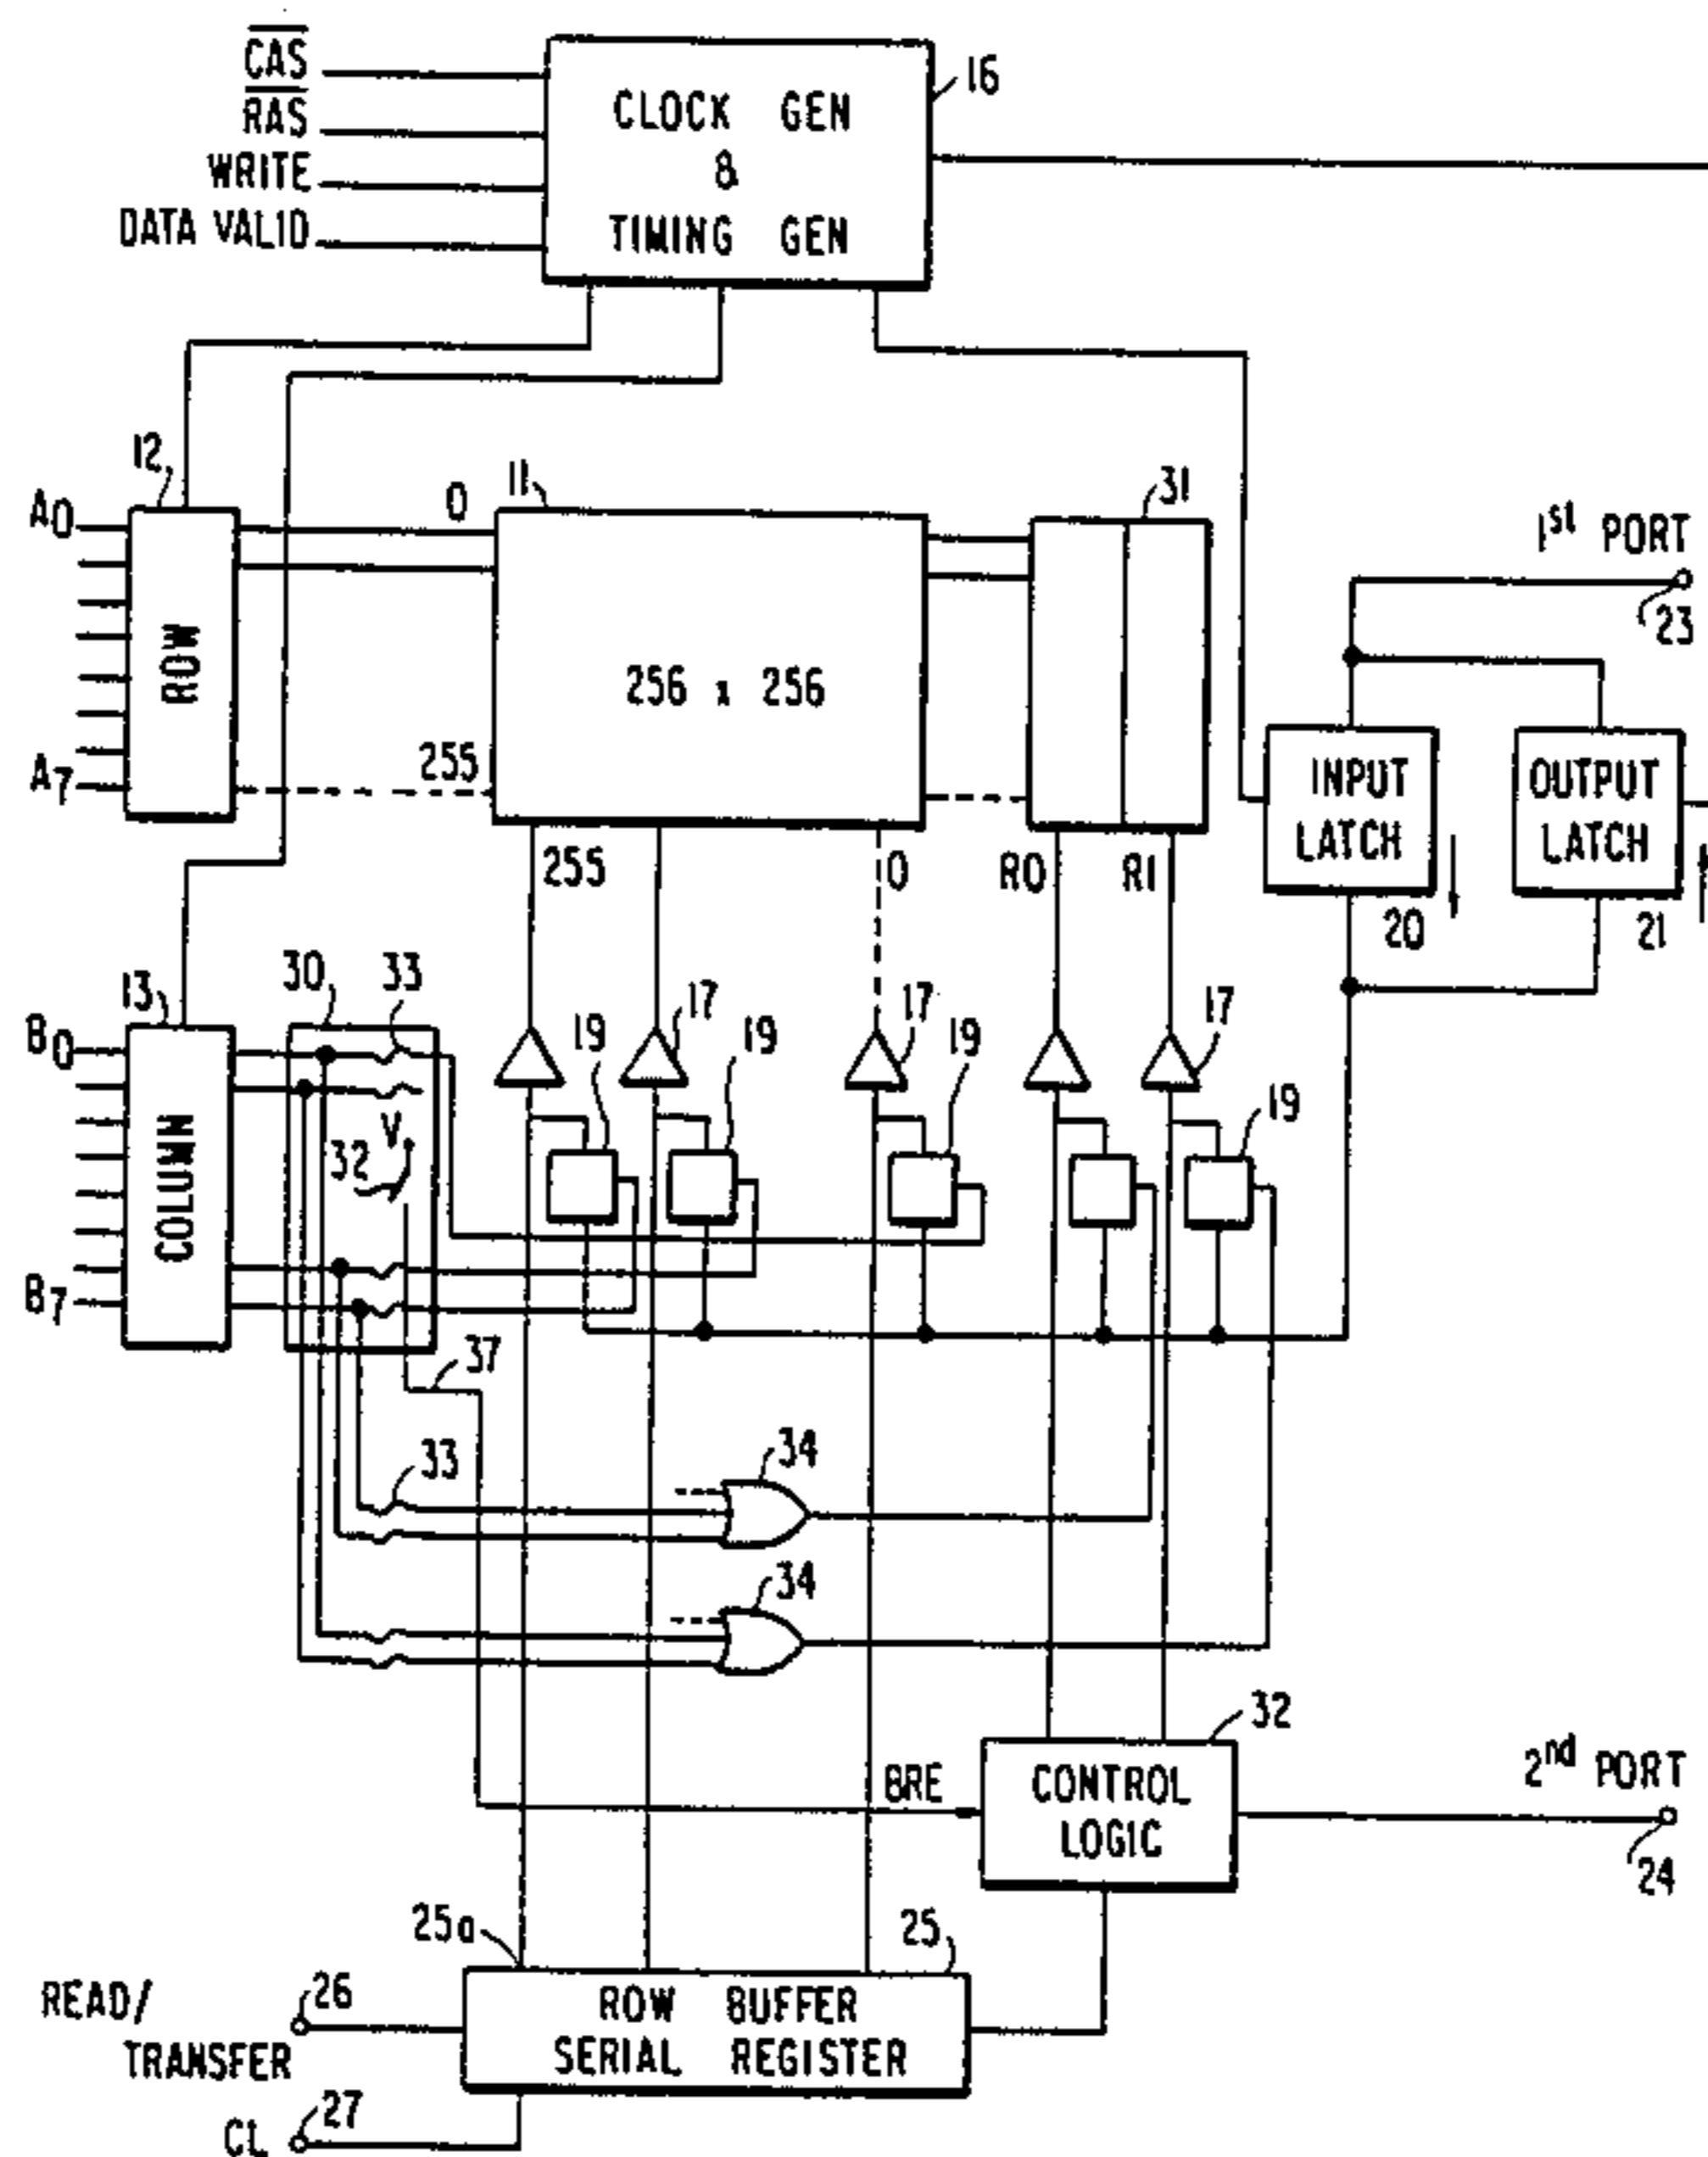 CAS
RAS
WRITE
DATA VALID
CLOCK GEN
&
TIMING GEN
16
12
A0
A7
ROW
0
11
255
256 x 256
31
1st PORT
23
INPUT
LATCH
20
OUTPUT
LATCH
21
255
0
R0
R1
13
30
33
B0
B7
COLUMN
V
32
19
17
19
17
19
17
19
37
33
34
34
32
BRE
CONTROL
LOGIC
2nd PORT
24
25a
25
READ/
TRANSFER
26
ROW BUFFER
SERIAL REGISTER
CL
27